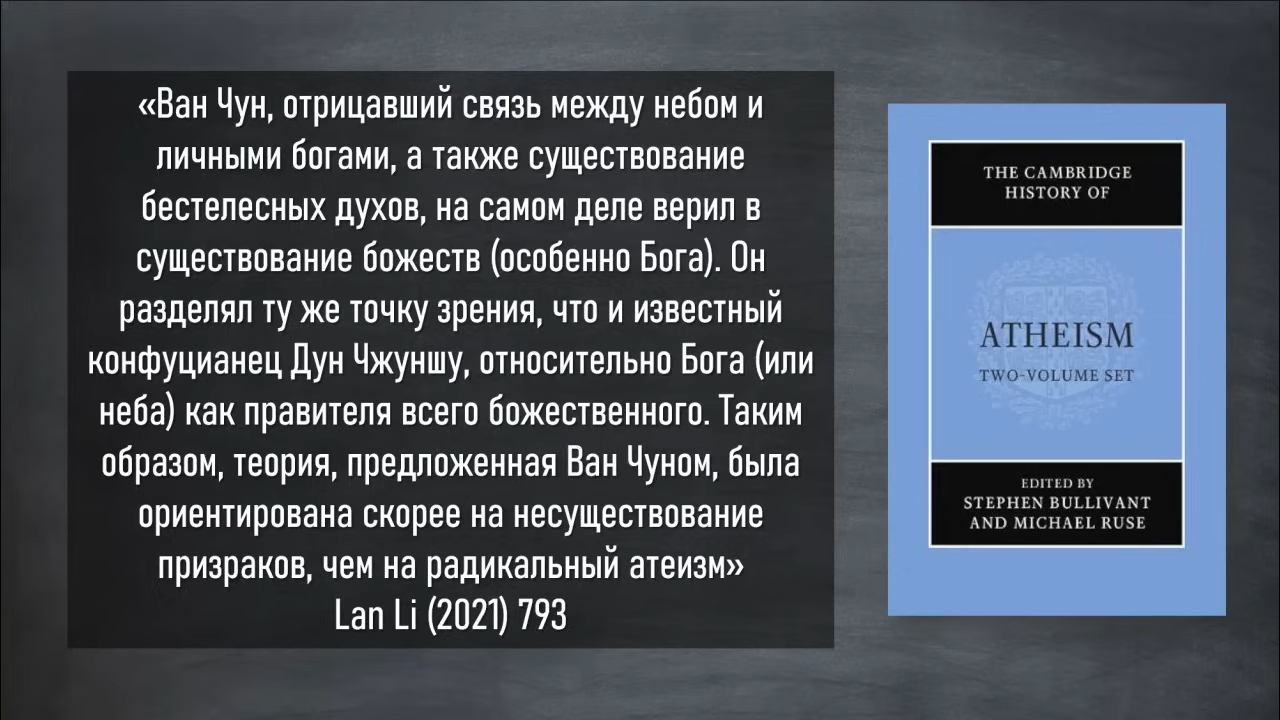 «Ван Чун, отрицавший связь между небом и
личными богами, а также существование
бестелесных духов, на самом деле верил в
существование божеств (особенно Бога). Он
разделял ту же точку зрения, что и известный
конфуцианец Дун Чжуншу, относительно Бога (или
неба) как правителя всего божественного. Таким
образом, теория, предложенная Ван Чуном, была
ориентирована скорее на несуществование
призраков, чем на радикальный атеизм»
Lan Li (2021) 793
THE CAMBRIDGE
HISTORY OF
ATHEISM
TWO-VOLUME SET
EDITED BY
STEPHEN BULLIVANT
AND MICHAEL RUSE